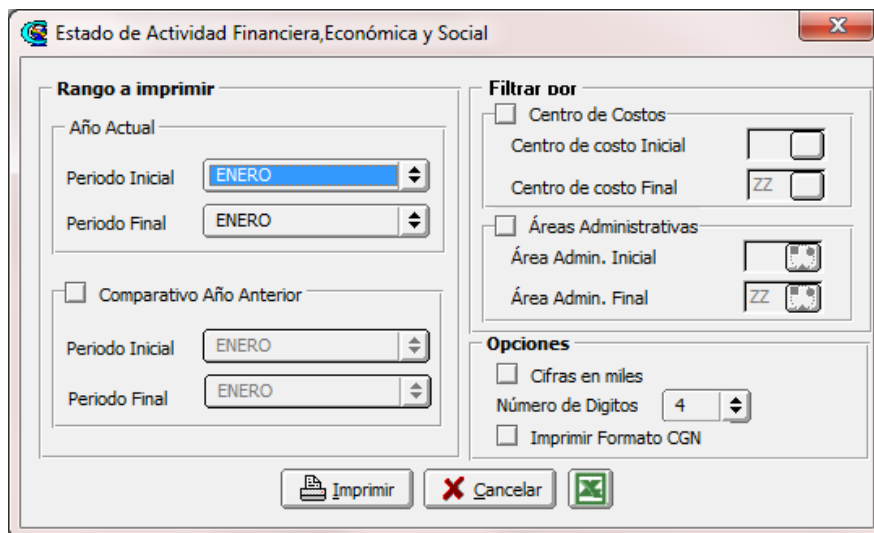 Estado de Actividad Financiera,Económica y Social
X
Rango a imprimir
Año Actual
Periodo Inicial ENERO
Periodo Final ENERO
Comparativo Año Anterior
Periodo Inicial ENERO
Periodo Final ENERO
Filtrar por
Centro de Costos
Centro de costo Inicial
Centro de costo Final ZZ
Áreas Administrativas
Área Admin. Inicial
Área Admin. Final ZZ
Opciones
Cifras en miles
Número de Digitos 4
Imprimir Formato CGN
Imprimir Cancelar